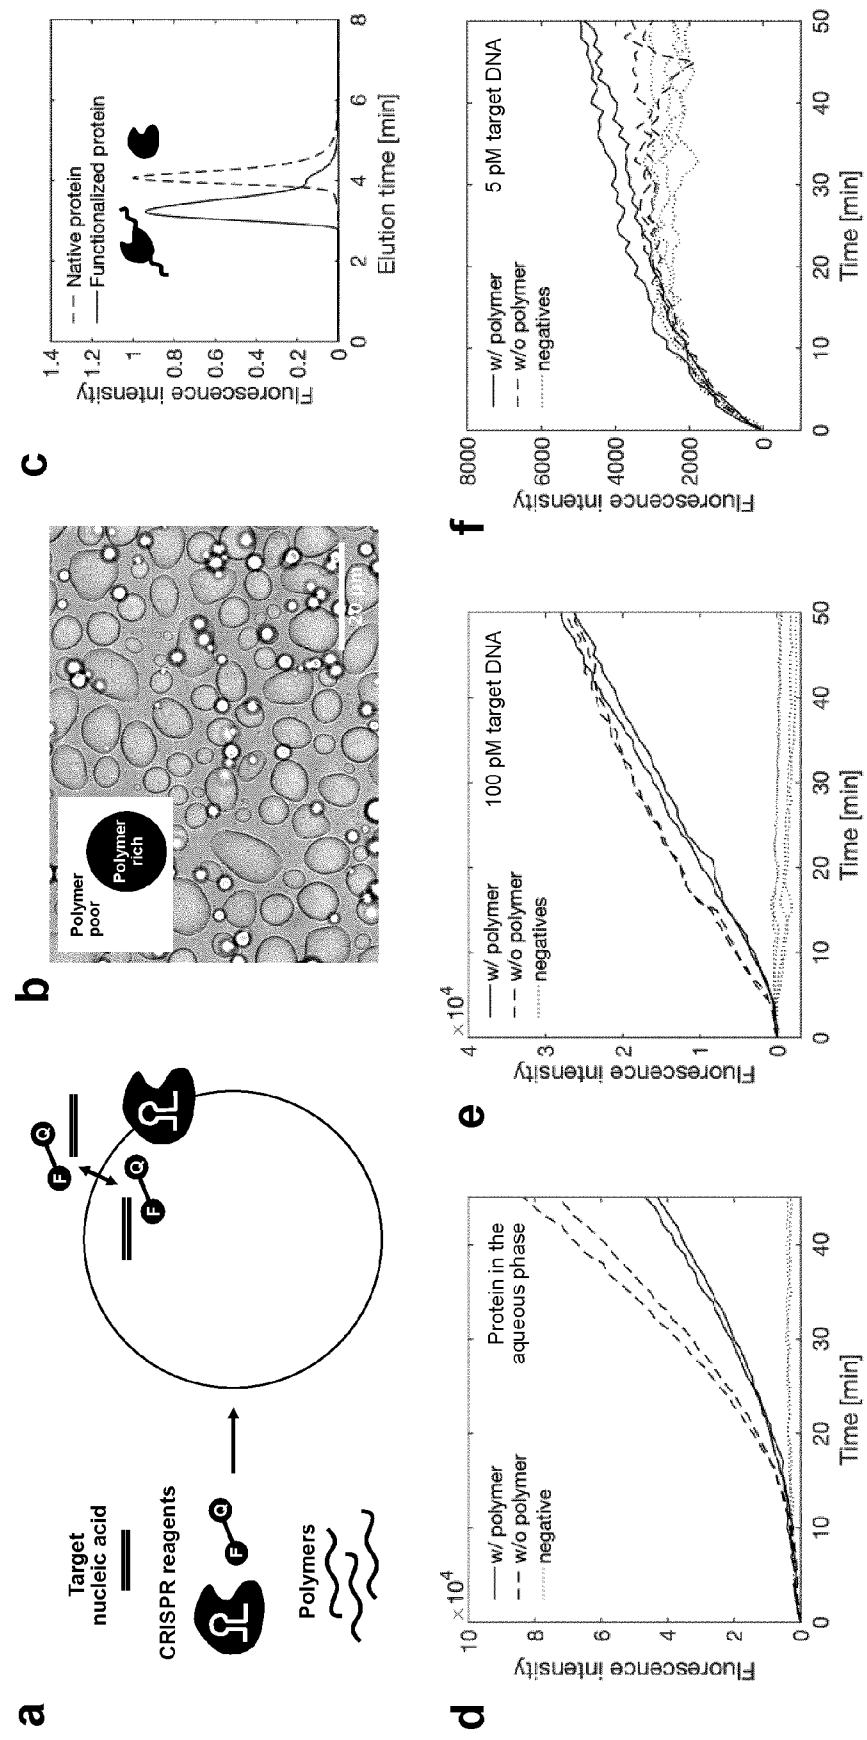 a
Target
nucleic acid
CRISPR reagents
F
Q
Polymers
F
Q
F
Q
b
Polymer
poor
Polymer
rich
20 µm
c
Fluorescence intensity
1.4
1.2
1
0.8
0.6
0.4
0.2
0
Native protein
Functionalized protein
0
2
4
6
8
Elution time [min]
d
×10⁴
Fluorescence intensity
10
8
6
4
2
0
w/ polymer
w/o polymer
negative
Protein in the
aqueous phase
0
10
20
30
40
Time [min]
e
×10⁴
Fluorescence intensity
4
3
2
1
0
w/ polymer
w/o polymer
negatives
100 pM target DNA
0
10
20
30
40
50
Time [min]
f
Fluorescence intensity
8000
6000
4000
2000
0
w/ polymer
w/o polymer
negatives
5 pM target DNA
0
10
20
30
40
50
Time [min]